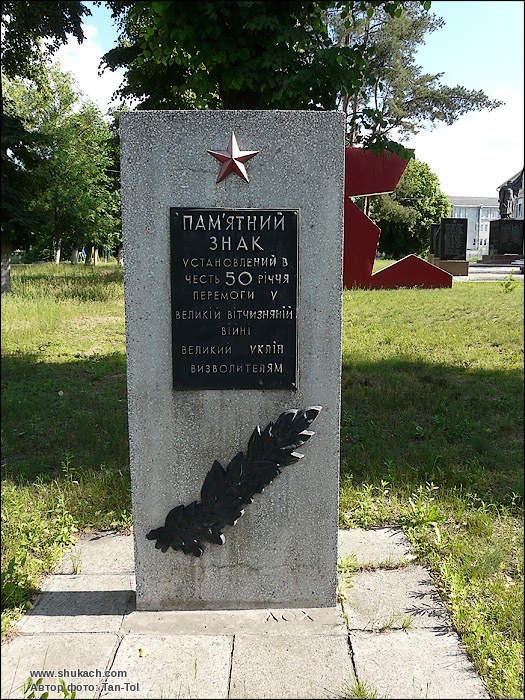 ПАМ'ЯТНИЙ
ЗНАК
УСТАНОВЛЕНИЙ В
ЧЕСТЬ 50 РІЧЧЯ
ПЕРЕМОГИ У
ВЕЛИКІЙ ВІТЧИЗНЯНІЙ
ВІЙНІ
ВЕЛИКИЙ УКЛІН
ВИЗВОЛИТЕЛЯМ
www.shukach.com
Автор фото: Tan-Tol